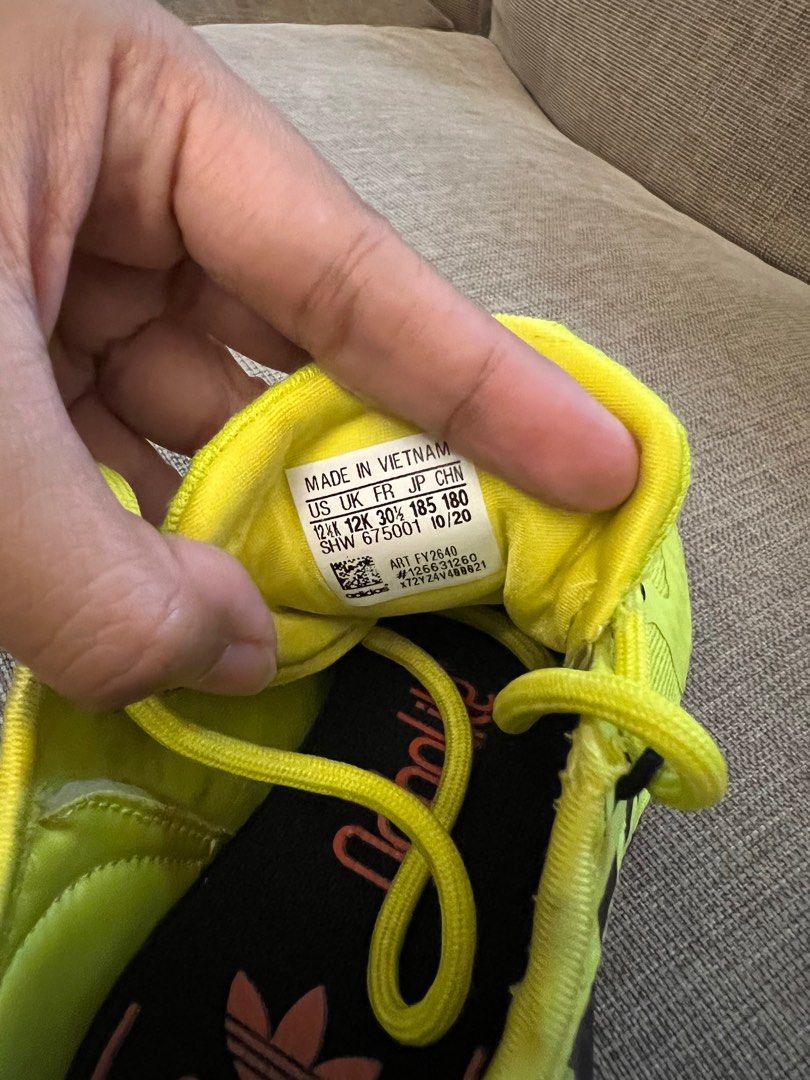 MADE IN VIETNAM
US UK FR JP CHN
12½K 12K 30½ 185 180
SHW 675001 10/20
ART FY2640
#126631260
adidas